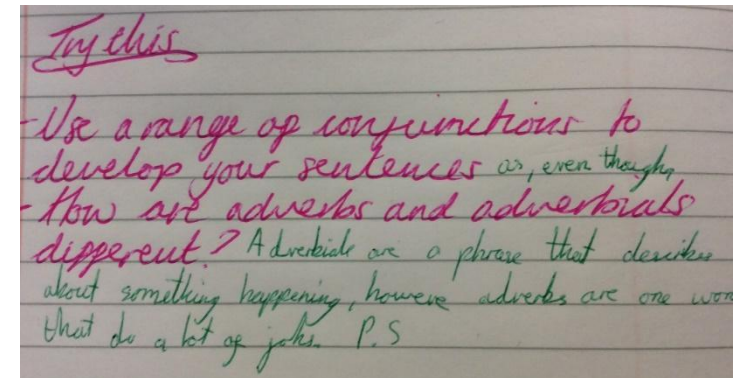 Try this
- Use a range of conjunctions to
develop your sentences as, even though,
- How are adverbs and adverbials
different? Adverbials are a phrase that describes
about something happening, however adverbs are one word
that do a lot of jobs. P.S